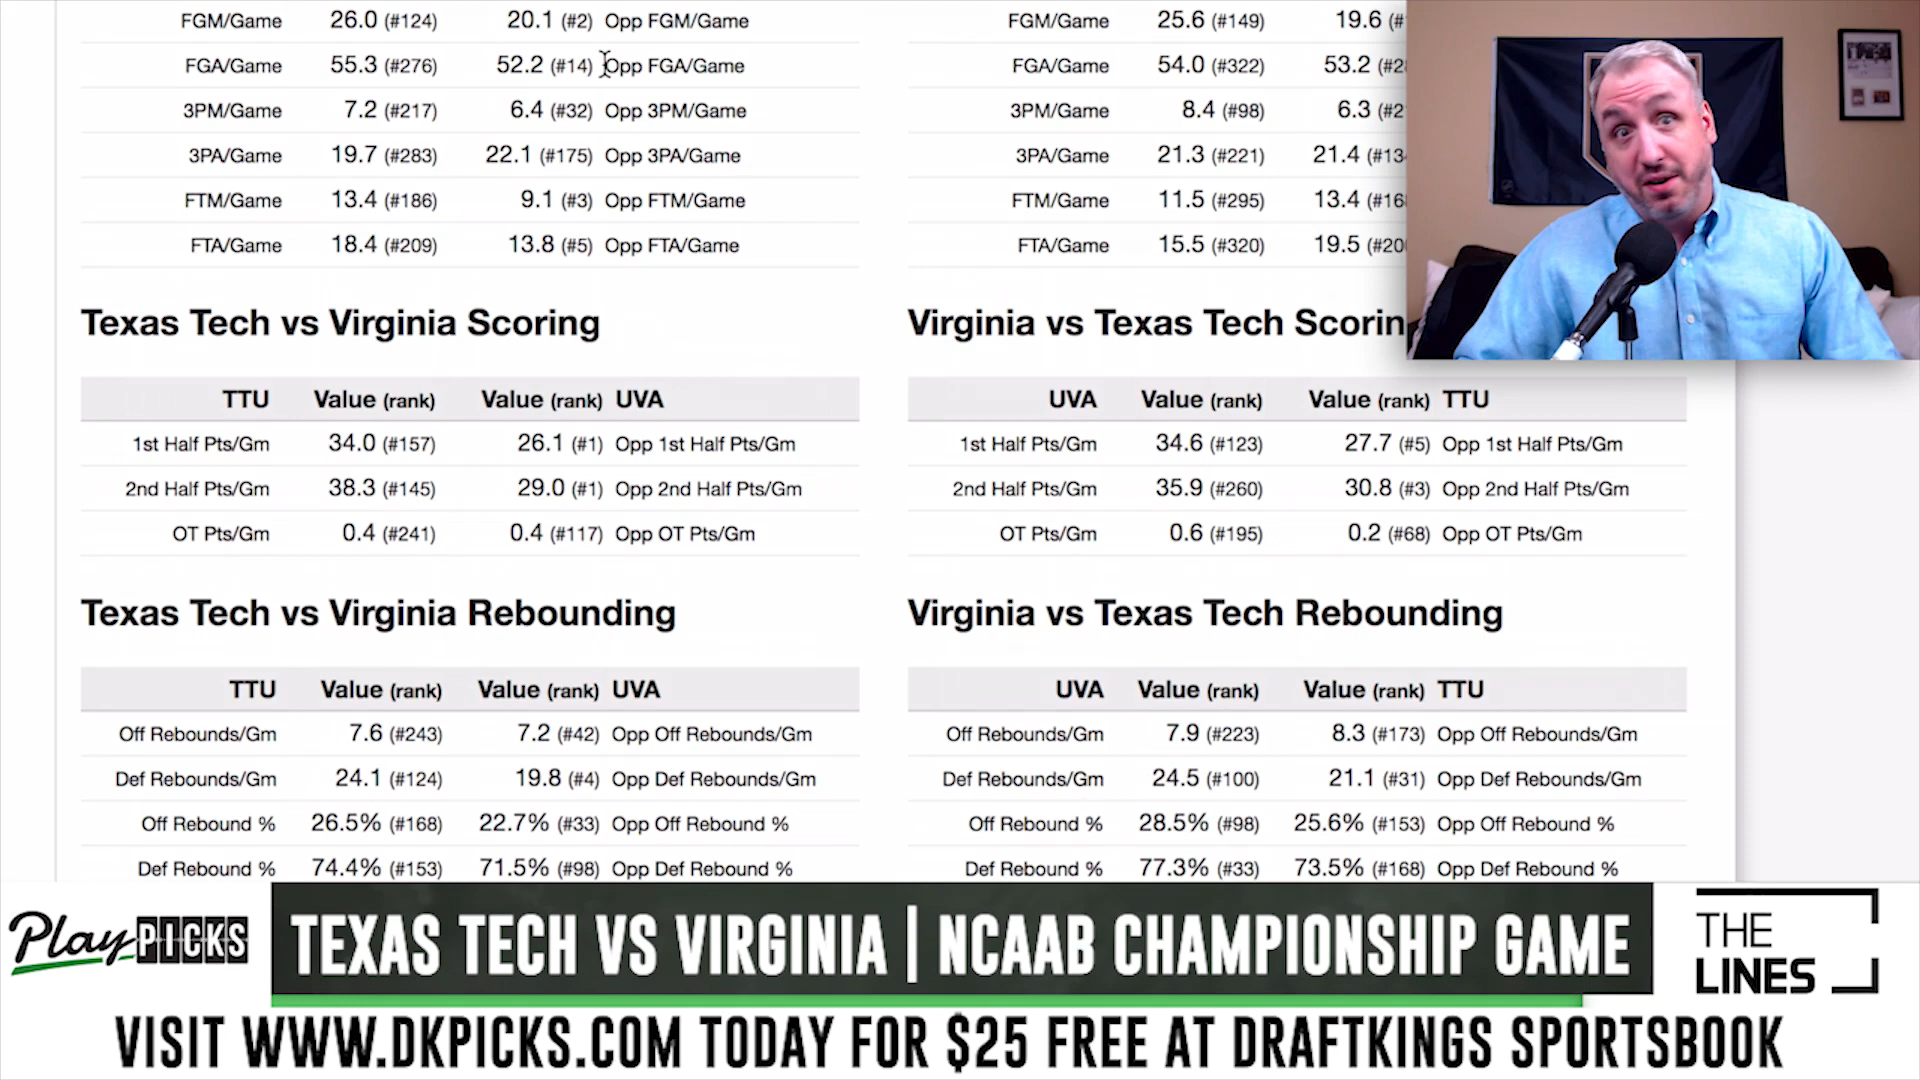 FGM/Game 26.0 (#124) 20.1 (#2) Opp FGM/Game
FGA/Game 55.3 (#276) 52.2 (#14) Opp FGA/Game
3PM/Game 7.2 (#217) 6.4 (#32) Opp 3PM/Game
3PA/Game 19.7 (#283) 22.1 (#175) Opp 3PA/Game
FTM/Game 13.4 (#186) 9.1 (#3) Opp FTM/Game
FTA/Game 18.4 (#209) 13.8 (#5) Opp FTA/Game
FGM/Game 25.6 (#149) 19.6
FGA/Game 54.0 (#322) 53.2
3PM/Game 8.4 (#98) 6.3
3PA/Game 21.3 (#221) 21.4
FTM/Game 11.5 (#295) 13.4
FTA/Game 15.5 (#320) 19.5
Texas Tech vs Virginia Scoring
TTU Value (rank) Value (rank) UVA
1st Half Pts/Gm 34.0 (#157) 26.1 (#1) Opp 1st Half Pts/Gm
2nd Half Pts/Gm 38.3 (#145) 29.0 (#1) Opp 2nd Half Pts/Gm
OT Pts/Gm 0.4 (#241) 0.4 (#117) Opp OT Pts/Gm
Virginia vs Texas Tech Scorin
UVA Value (rank) Value (rank) TTU
1st Half Pts/Gm 34.6 (#123) 27.7 (#5) Opp 1st Half Pts/Gm
2nd Half Pts/Gm 35.9 (#260) 30.8 (#3) Opp 2nd Half Pts/Gm
OT Pts/Gm 0.6 (#195) 0.2 (#68) Opp OT Pts/Gm
Texas Tech vs Virginia Rebounding
TTU Value (rank) Value (rank) UVA
Off Rebounds/Gm 7.6 (#243) 7.2 (#42) Opp Off Rebounds/Gm
Def Rebounds/Gm 24.1 (#124) 19.8 (#4) Opp Def Rebounds/Gm
Off Rebound % 26.5% (#168) 22.7% (#33) Opp Off Rebound %
Def Rebound % 74.4% (#153) 71.5% (#98) Opp Def Rebound %
Virginia vs Texas Tech Rebounding
UVA Value (rank) Value (rank) TTU
Off Rebounds/Gm 7.9 (#223) 8.3 (#173) Opp Off Rebounds/Gm
Def Rebounds/Gm 24.5 (#100) 21.1 (#31) Opp Def Rebounds/Gm
Off Rebound % 28.5% (#98) 25.6% (#153) Opp Off Rebound %
Def Rebound % 77.3% (#33) 73.5% (#168) Opp Def Rebound %
Play PICKS
TEXAS TECH VS VIRGINIA | NCAAB CHAMPIONSHIP GAME
THE
LINES
VISIT WWW.DKPICKS.COM TODAY FOR $25 FREE AT DRAFTKINGS SPORTSBOOK